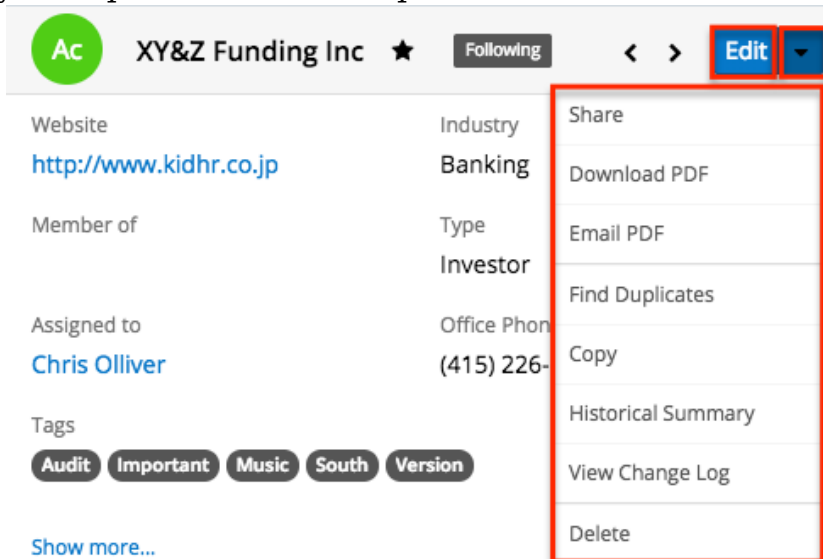 Ac XY&Z Funding Inc ★ Following < > Edit
Website
http://www.kidhr.co.jp
Industry
Banking
Member of
Type
Investor
Assigned to
Chris Olliver
Office Phon
(415) 226-
Tags
Audit Important Music South Version
Show more...
Share
Download PDF
Email PDF
Find Duplicates
Copy
Historical Summary
View Change Log
Delete